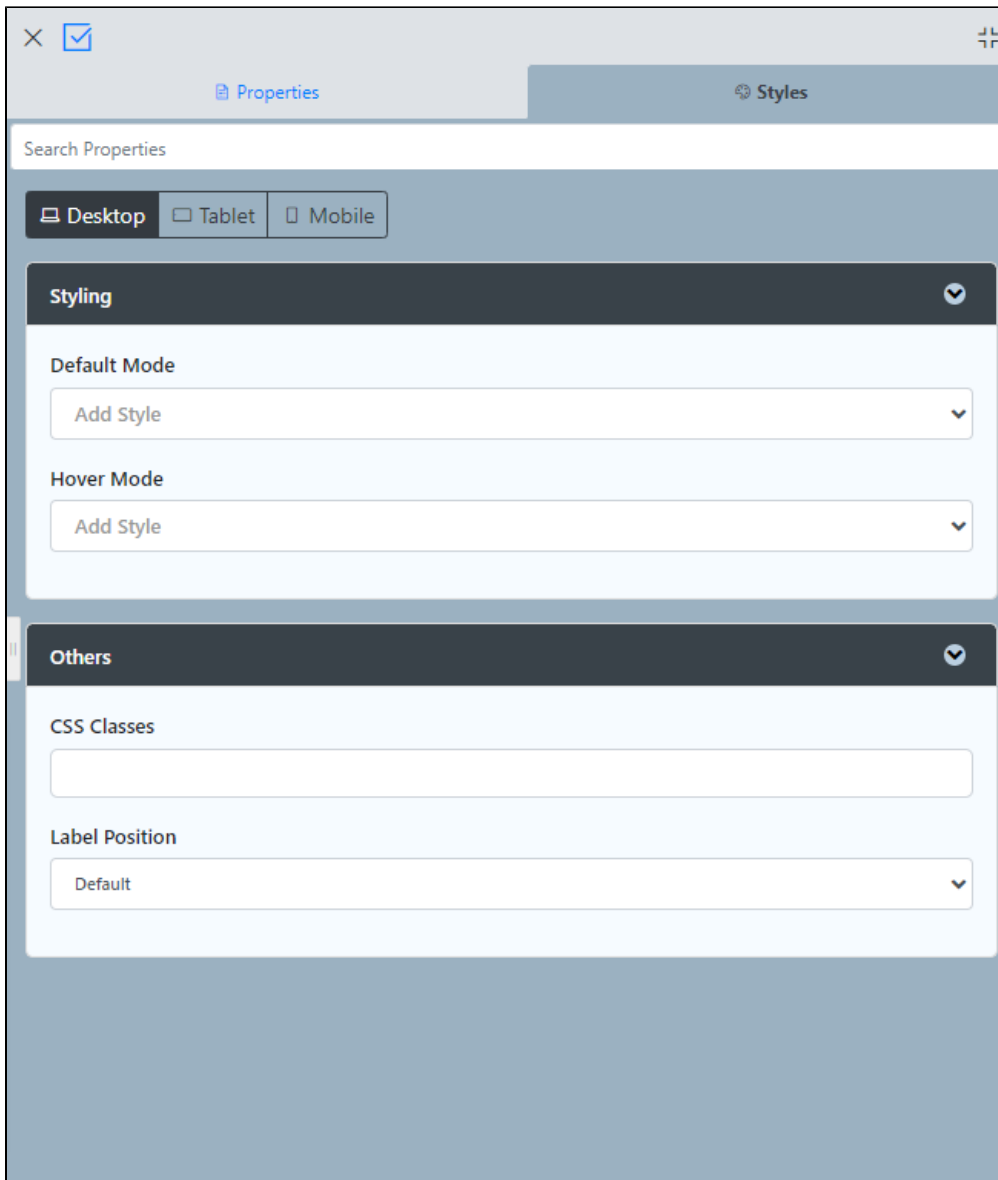 Properties
Styles
Search Properties
Desktop
Tablet
Mobile
Styling
Default Mode
Add Style
Hover Mode
Add Style
Others
CSS Classes
Label Position
Default